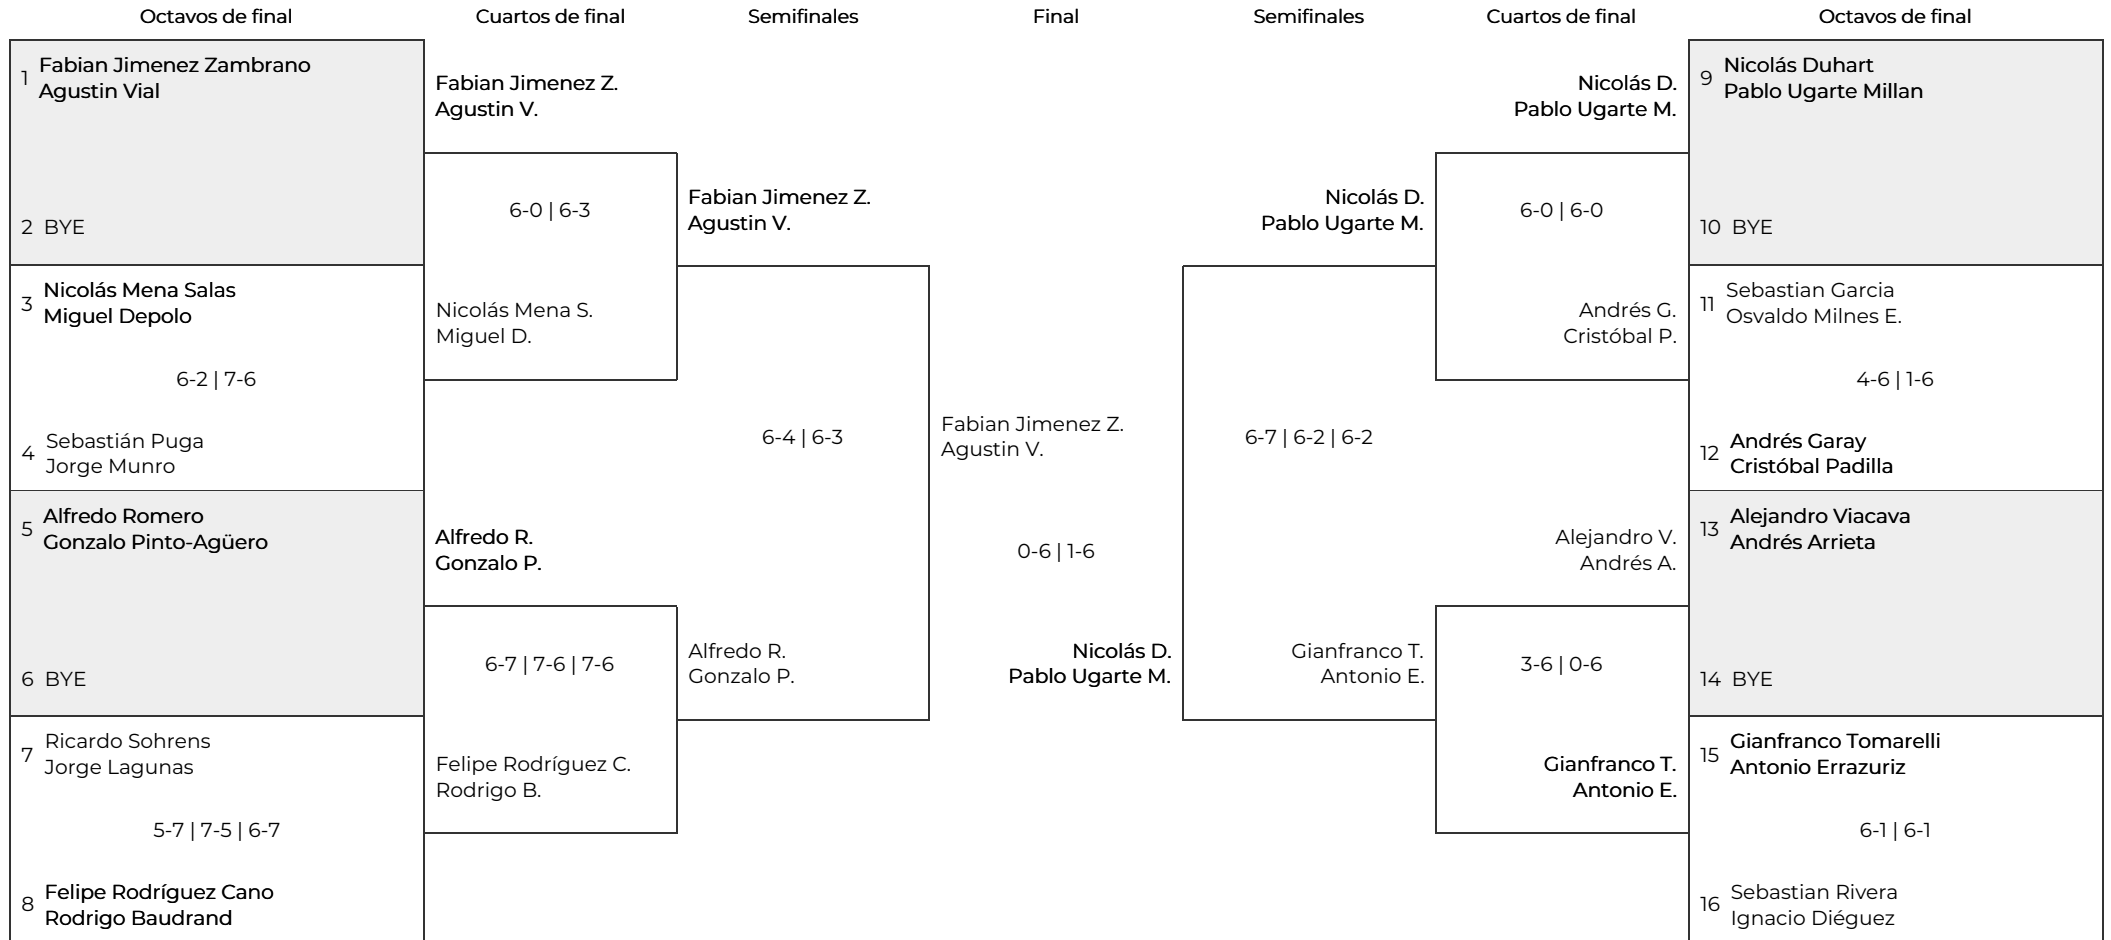 Octavos de final
Cuartos de final
Semifinales
Final
Semifinales
Cuartos de final
Octavos de final
1 Fabian Jimenez Zambrano
Agustin Vial
2 BYE
3 Nicolás Mena Salas
Miguel Depolo
6-2 | 7-6
4 Sebastián Puga
Jorge Munro
5 Alfredo Romero
Gonzalo Pinto-Agüero
6 BYE
7 Ricardo Sohrens
Jorge Lagunas
5-7 | 7-5 | 6-7
8 Felipe Rodríguez Cano
Rodrigo Baudrand
Fabian Jimenez Z.
Agustin V.
6-0 | 6-3
Nicolás Mena S.
Miguel D.
Alfredo R.
Gonzalo P.
6-7 | 7-6 | 7-6
Felipe Rodríguez C.
Rodrigo B.
Fabian Jimenez Z.
Agustin V.
6-4 | 6-3
Alfredo R.
Gonzalo P.
Fabian Jimenez Z.
Agustin V.
0-6 | 1-6
Nicolás D.
Pablo Ugarte M.
Nicolás D.
Pablo Ugarte M.
6-7 | 6-2 | 6-2
Gianfranco T.
Antonio E.
Nicolás D.
Pablo Ugarte M.
6-0 | 6-0
Andrés G.
Cristóbal P.
Alejandro V.
Andrés A.
3-6 | 0-6
Gianfranco T.
Antonio E.
9 Nicolás Duhart
Pablo Ugarte Millan
10 BYE
11 Sebastian Garcia
Osvaldo Milnes E.
4-6 | 1-6
12 Andrés Garay
Cristóbal Padilla
13 Alejandro Viacava
Andrés Arrieta
14 BYE
15 Gianfranco Tomarelli
Antonio Errazuriz
6-1 | 6-1
16 Sebastian Rivera
Ignacio Diéguez